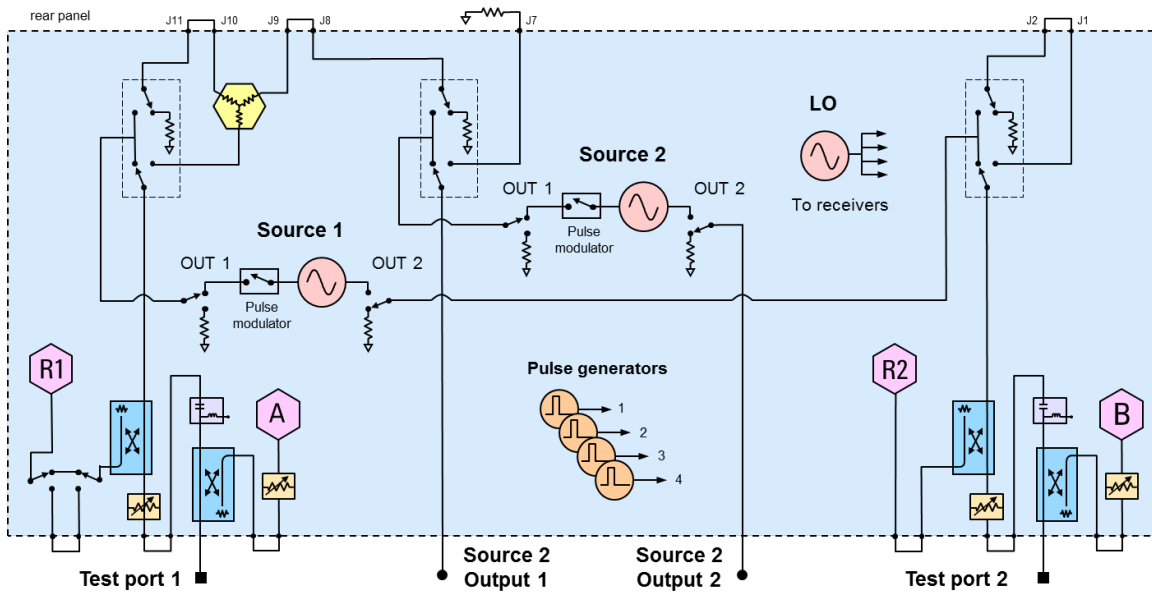 rear panel
J11
J10
J9
J8
J7
J2
J1
LO
To receivers
Source 2
OUT 1
OUT 2
Pulse
modulator
Source 1
OUT 1
OUT 2
Pulse
modulator
R1
A
Pulse generators
1
2
3
4
R2
B
Test port 1
Source 2
Output 1
Source 2
Output 2
Test port 2